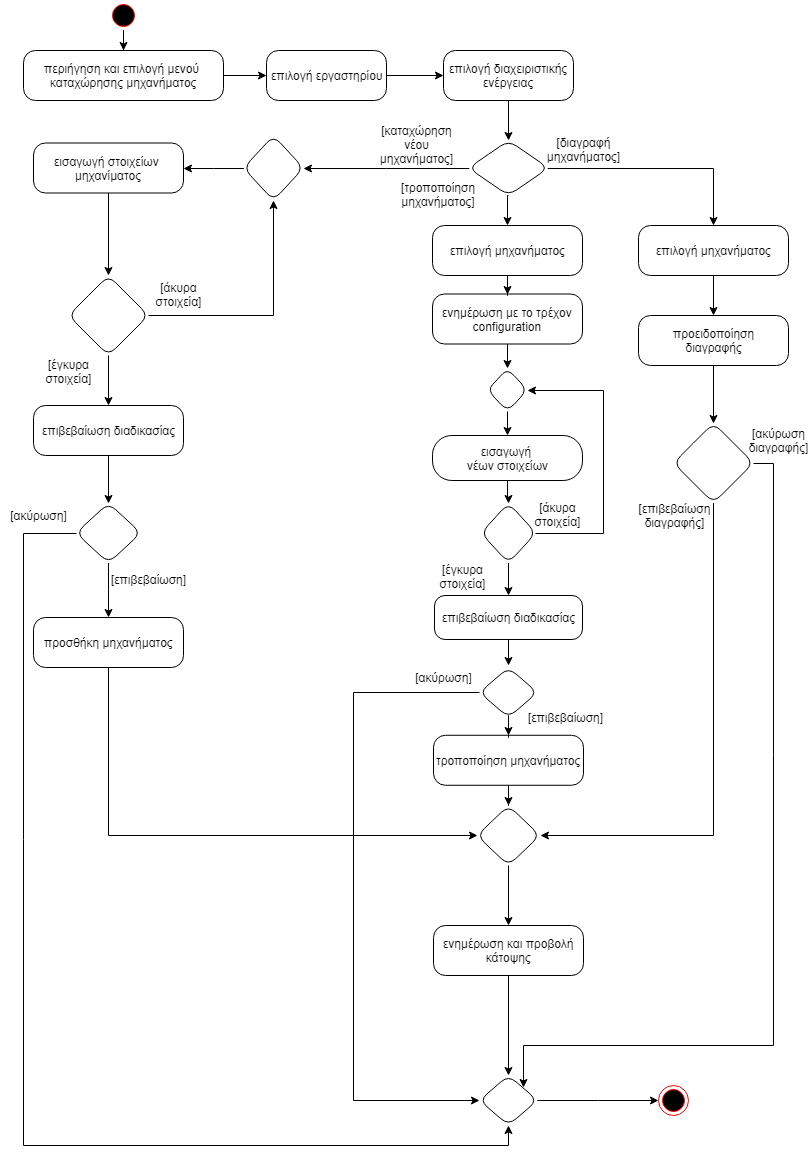 περιήγηση και επιλογή μενού
καταχώρησης μηχανήματος
επιλογή εργαστηρίου
επιλογή διαχειριστικής
ενέργειας
[καταχώρηση
νέου
μηχανήματος]
[διαγραφή
μηχανήματος]
εισαγωγή στοιχείων
μηχανίματος
[τροποποίηση
μηχανήματος]
επιλογή μηχανήματος
επιλογή μηχανήματος
[άκυρα
στοιχεία]
ενημέρωση με το τρέχον
configuration
προειδοποίηση
διαγραφής
[έγκυρα
στοιχεία]
επιβεβαίωση διαδικασίας
εισαγωγή
νέων στοιχείων
[ακύρωση
διαγραφής]
[ακύρωση]
[άκυρα
στοιχεία]
[επιβεβαίωση
διαγραφής]
[επιβεβαίωση]
[έγκυρα
στοιχεία]
επιβεβαίωση διαδικασίας
προσθήκη μηχανήματος
[ακύρωση]
[επιβεβαίωση]
τροποποίηση μηχανήματος
ενημέρωση και προβολή
κάτοψης